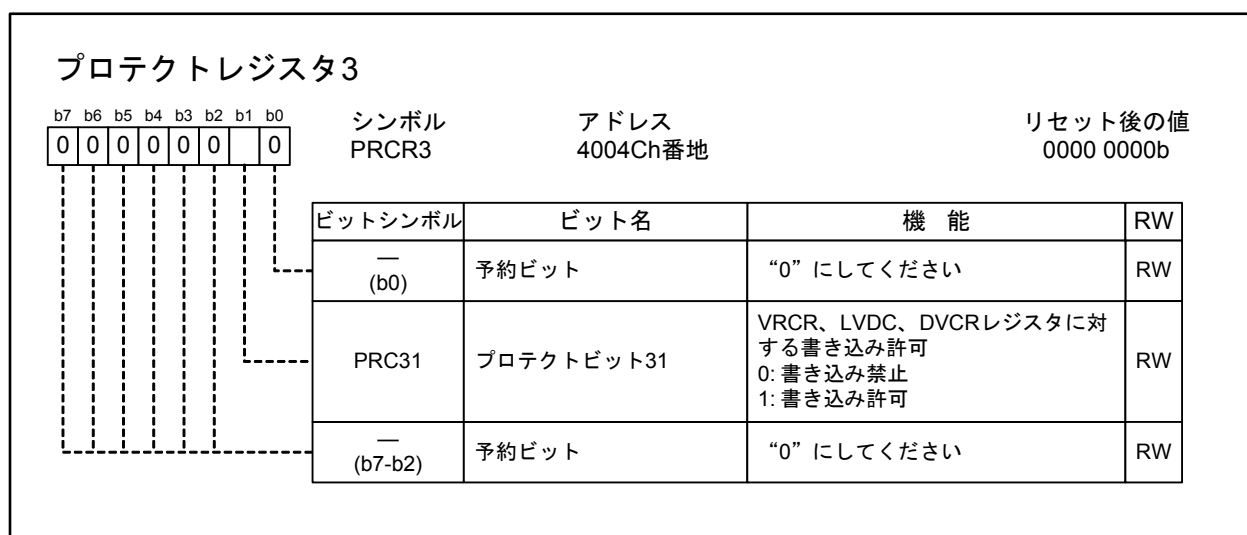 プロテクトレジスタ3
b7 b6 b5 b4 b3 b2 b1 b0
0 0 0 0 0 0 0
シンボル アドレス リセット後の値
PRCR3 4004Ch番地 0000 0000b
ビットシンボル ビット名 機 能 RW
—
(b0) 予約ビット “0”にしてください RW
PRC31 プロテクトビット31 VRCR、LVDC、DVCRレジスタに対
する書き込み許可
0: 書き込み禁止
1: 書き込み許可 RW
—
(b7-b2) 予約ビット “0”にしてください RW